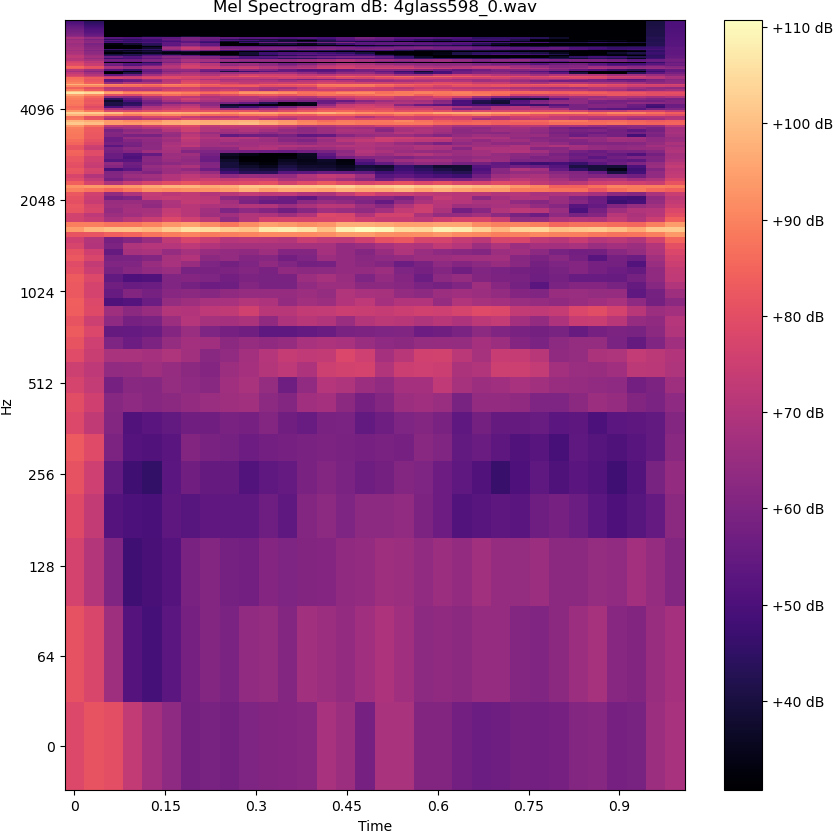 Mel Spectrogram dB: 4glass598_0.wav
+110 dB
+100 dB
+90 dB
+80 dB
+70 dB
+60 dB
+50 dB
+40 dB
4096
2048
1024
512
256
128
64
0
Hz
0 0.15 0.3 0.45 0.6 0.75 0.9
Time